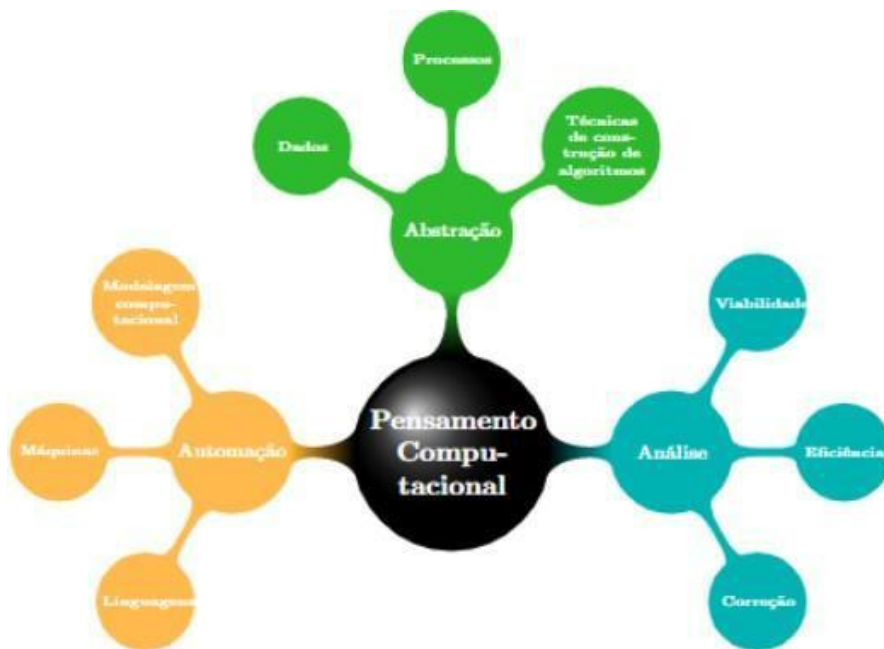 Processos
Dados
Técnicas
de cons-
trução de
algoritmos
Abstração
Modelagem
compu-
tacional
Viabilidade
Pensamento
Compu-
tacional
Máquinas
Automação
Análise
Eficiência
Linguagens
Correção